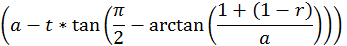 (a − t * tan(π/2 − arctan((1 + (1 − r))/a)))